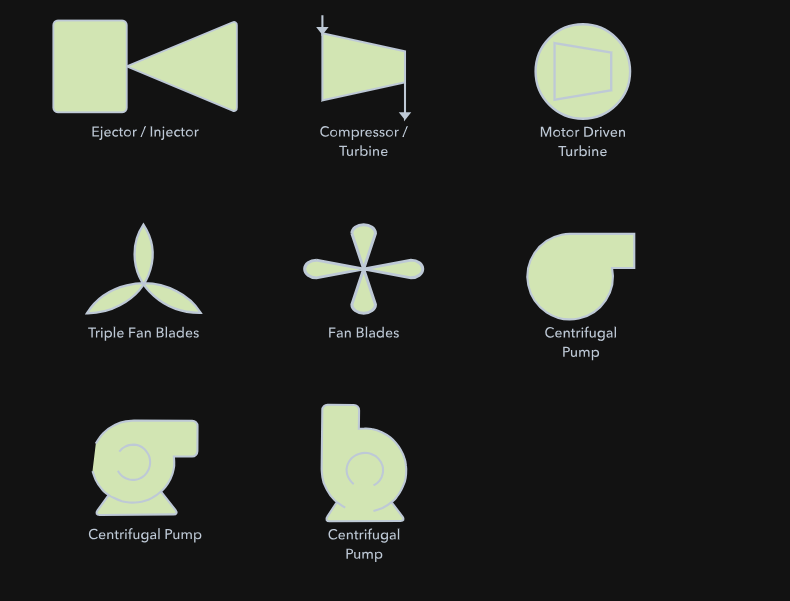 Ejector / Injector
Compressor /
Turbine
Motor Driven
Turbine
Triple Fan Blades
Fan Blades
Centrifugal
Pump
Centrifugal Pump
Centrifugal
Pump